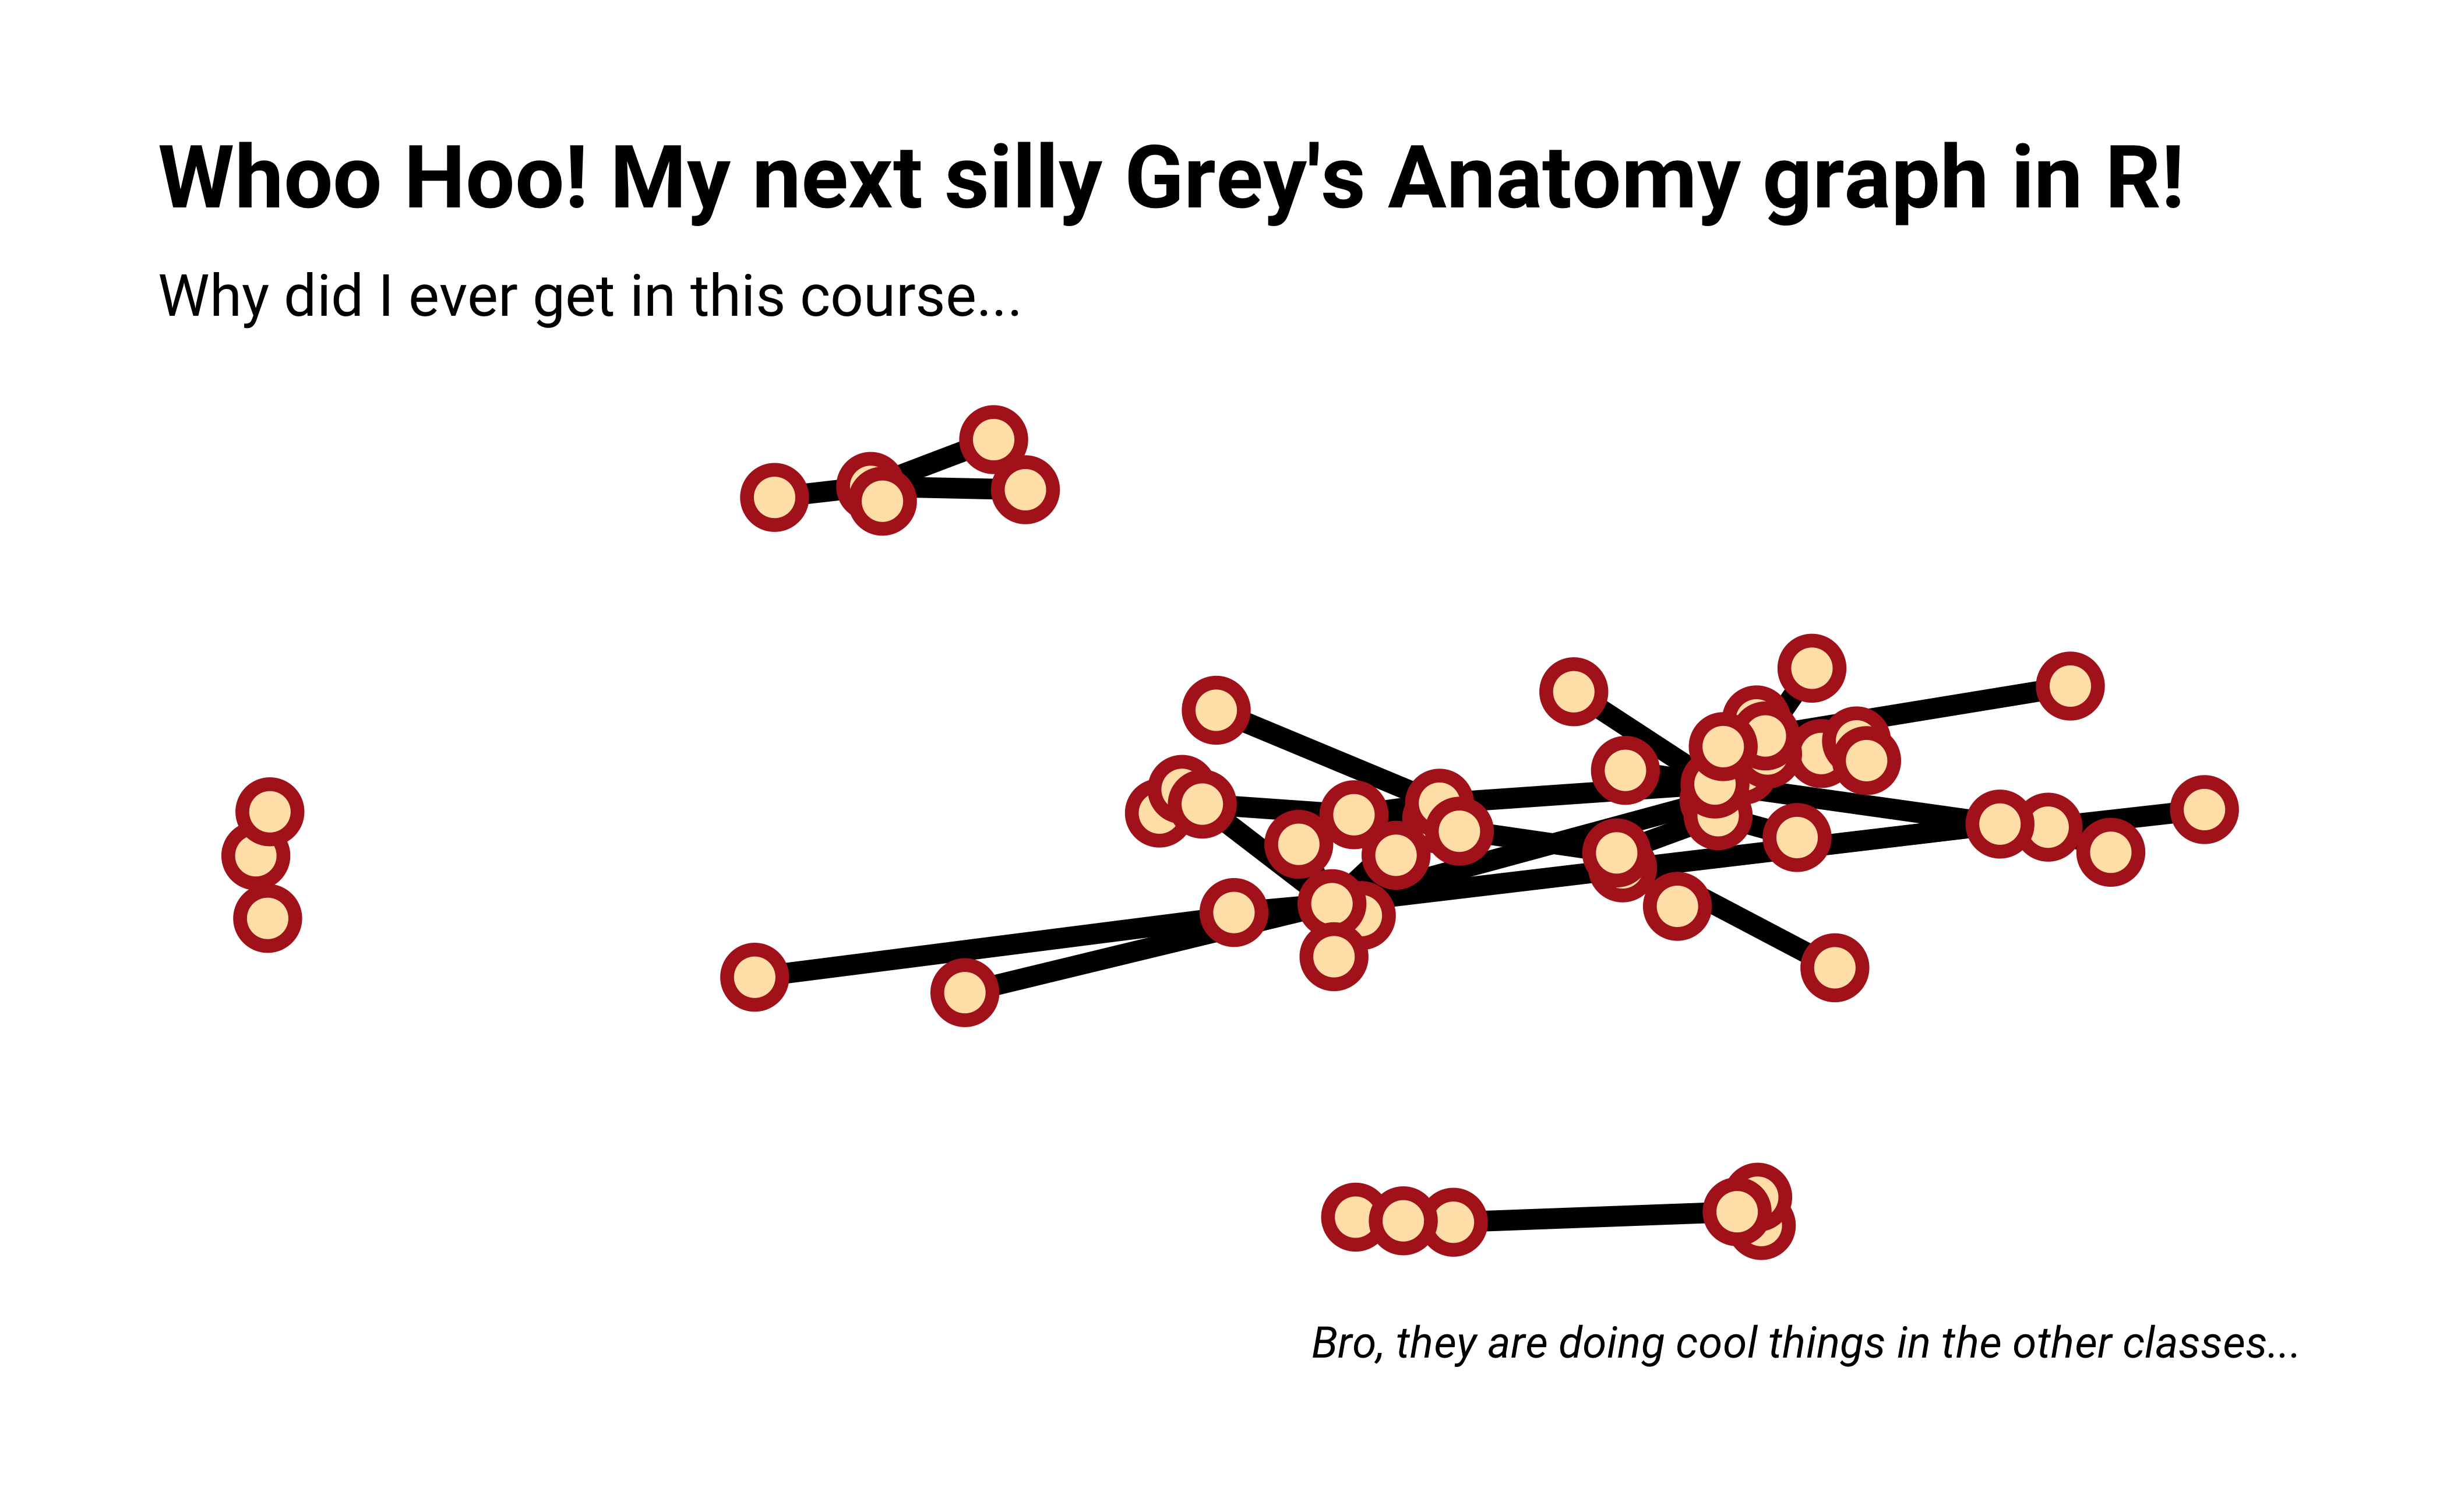 Whoo Hoo! My next silly Grey's Anatomy graph in R!
Why did I ever get in this course...
Bro, they are doing cool things in the other classes...